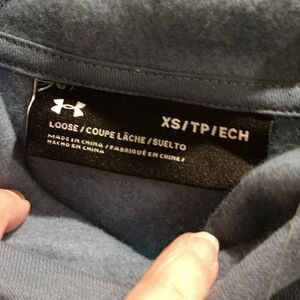 XS/TP/ECH
LOOSE / COUPE LÂCHE / SUELTO
MADE IN CHINA / FABRIQUÉ EN CHINE /
HECHO EN CHINA